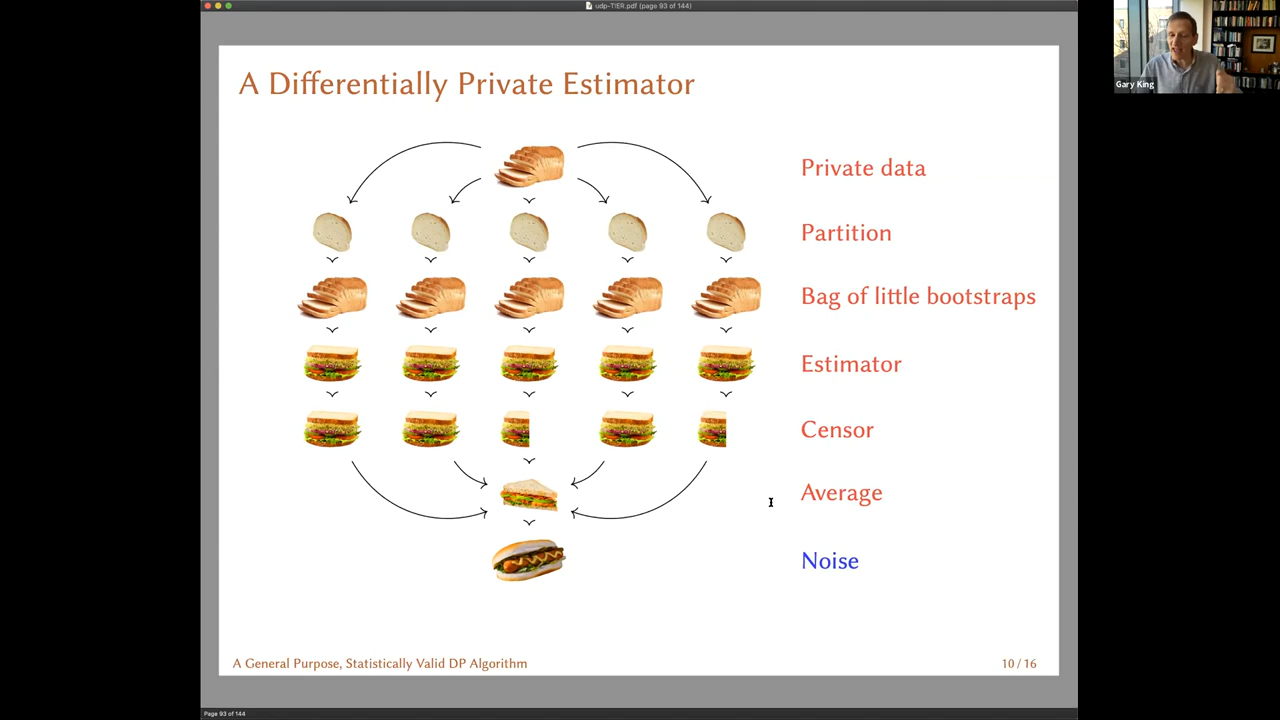 udp-TIER.pdf (page 93 of 144)
Gary King
A Differentially Private Estimator
Private data
Partition
Bag of little bootstraps
Estimator
Censor
Average
Noise
A General Purpose, Statistically Valid DP Algorithm
10 / 16
Page 93 of 144